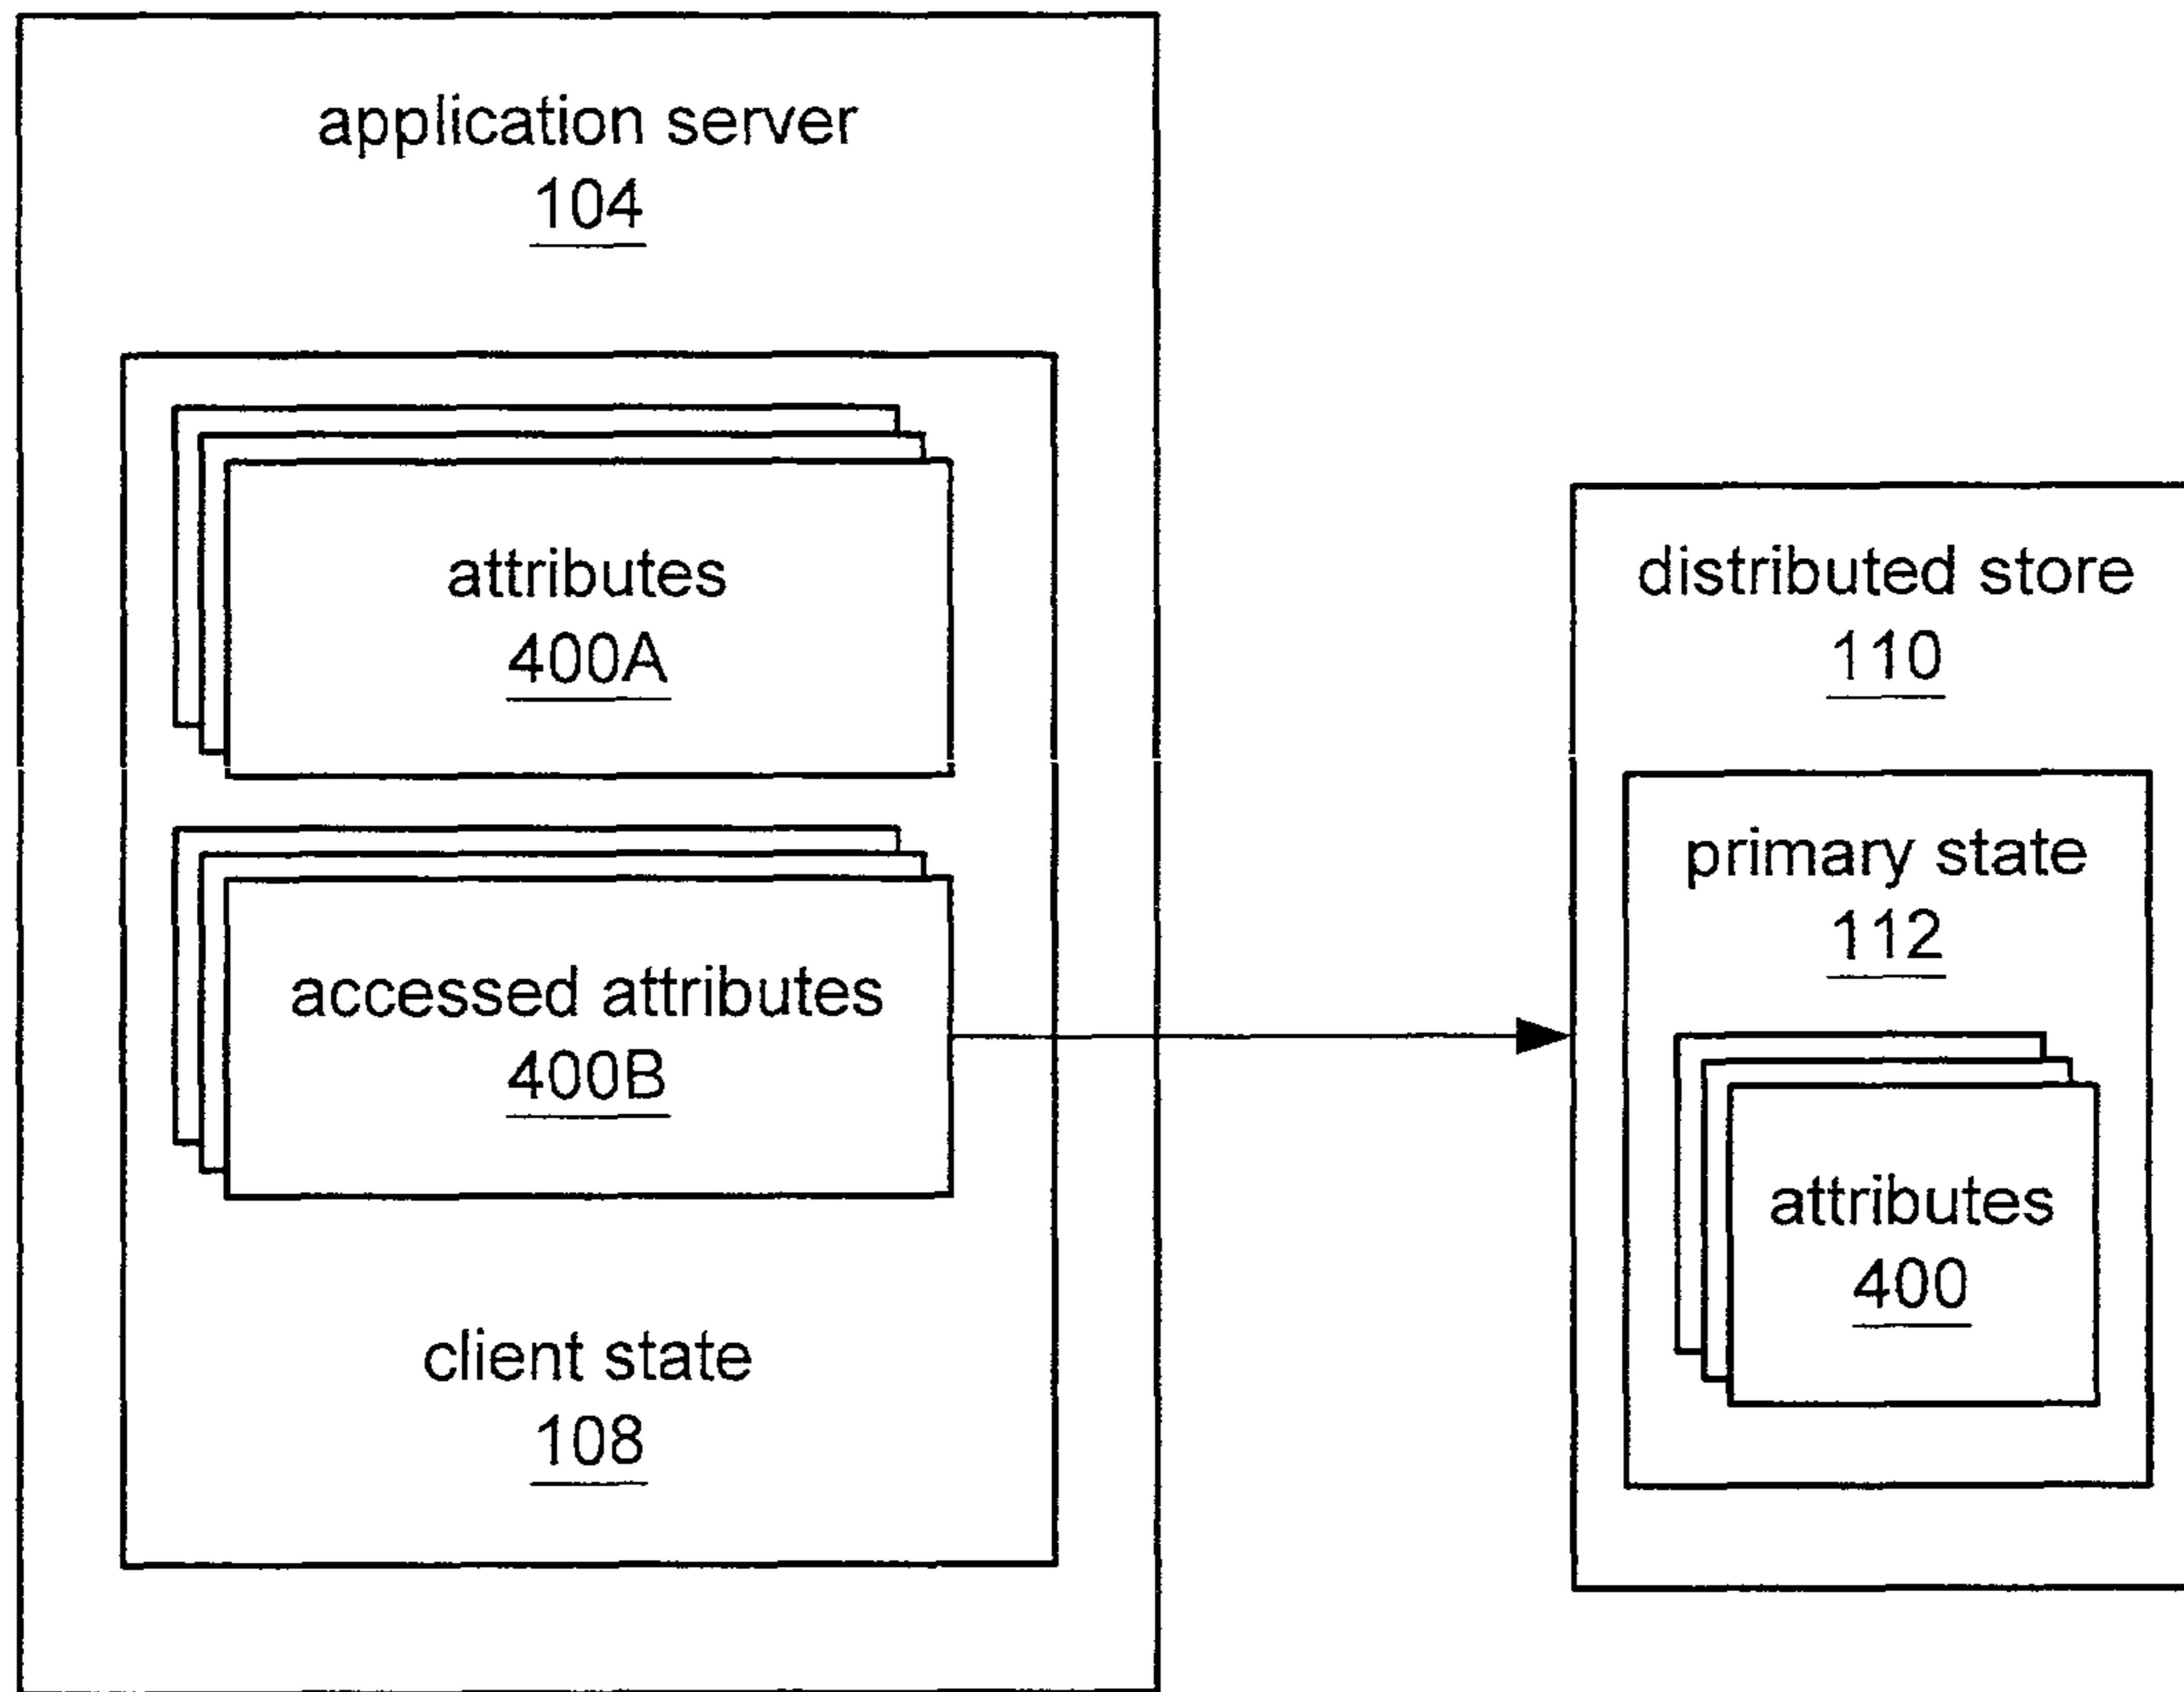 application server
104
attributes
400A
accessed attributes
400B
client state
108
distributed store
110
primary state
112
attributes
400